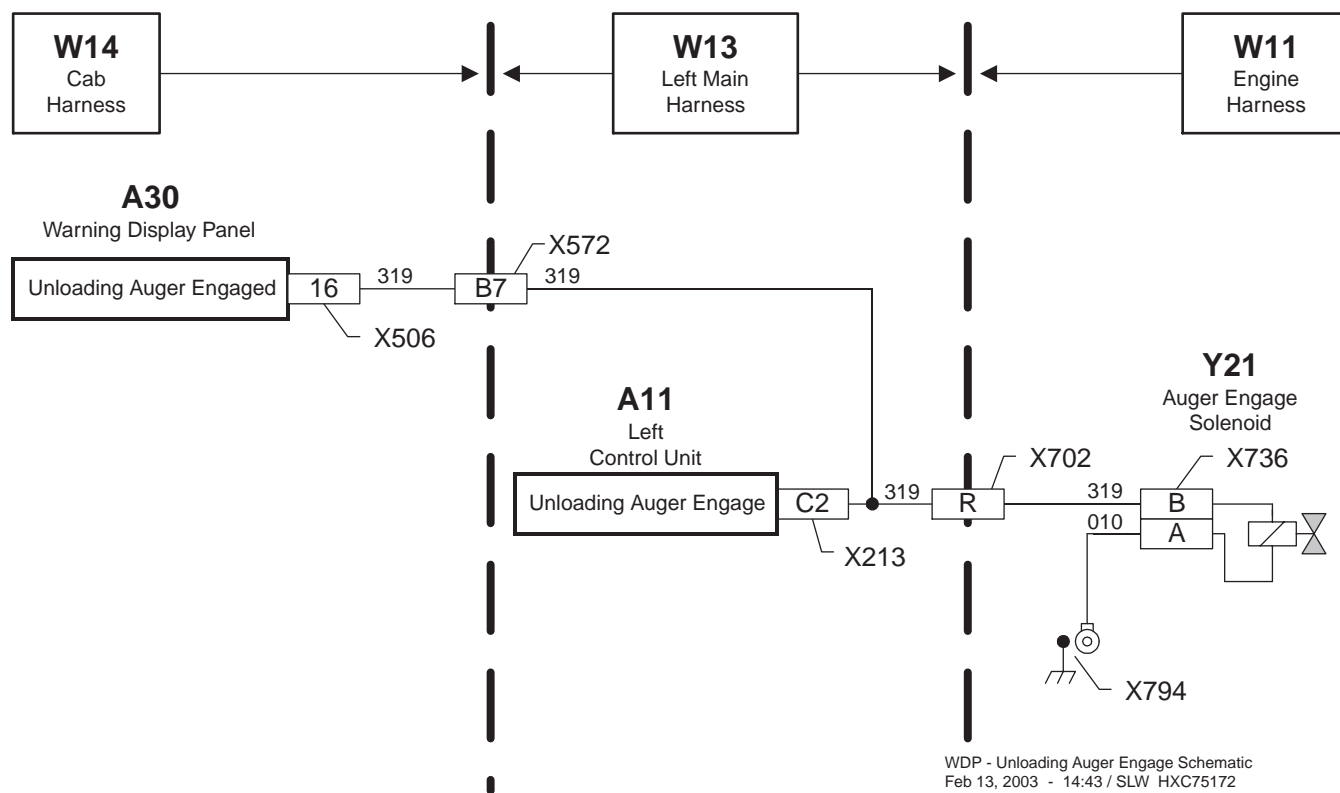 W14
Cab
Harness
W13
Left Main
Harness
W11
Engine
Harness
A30
Warning Display Panel
Unloading Auger Engaged
16
319
X506
B7
X572
319
A11
Left
Control Unit
Unloading Auger Engage
C2
X213
319
R
X702
Y21
Auger Engage
Solenoid
X736
319
B
010
A
X794
WDP - Unloading Auger Engage Schematic
Feb 13, 2003 - 14:43 / SLW HXC75172